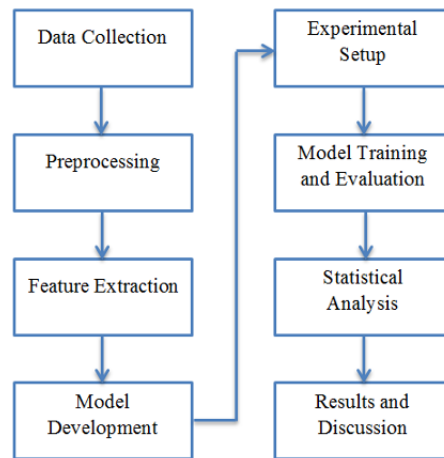 Data Collection
Preprocessing
Feature Extraction
Model
Development
Experimental
Setup
Model Training
and Evaluation
Statistical
Analysis
Results and
Discussion